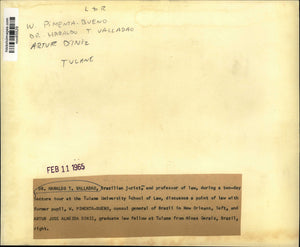 L & R
W. PIMENTA-BUENO
DR. HAROLDO T. VALLADAO
ARTUR DINIZ
TULANE
FEB 11 1965
DR. HAROLDO T. VALLADAO, Brazilian jurist, and professor of law, during a two-day
lecture tour at the Tulane University School of Law, discusses a point of law with
former pupil, W. PIMENTA-BUENO, consul general of Brazil in New Orleans, left, and
ARTUR JOSE ALMEIDA DINIZ, graduate law fellow at Tulane from Minas Gerais, Brazil,
right.